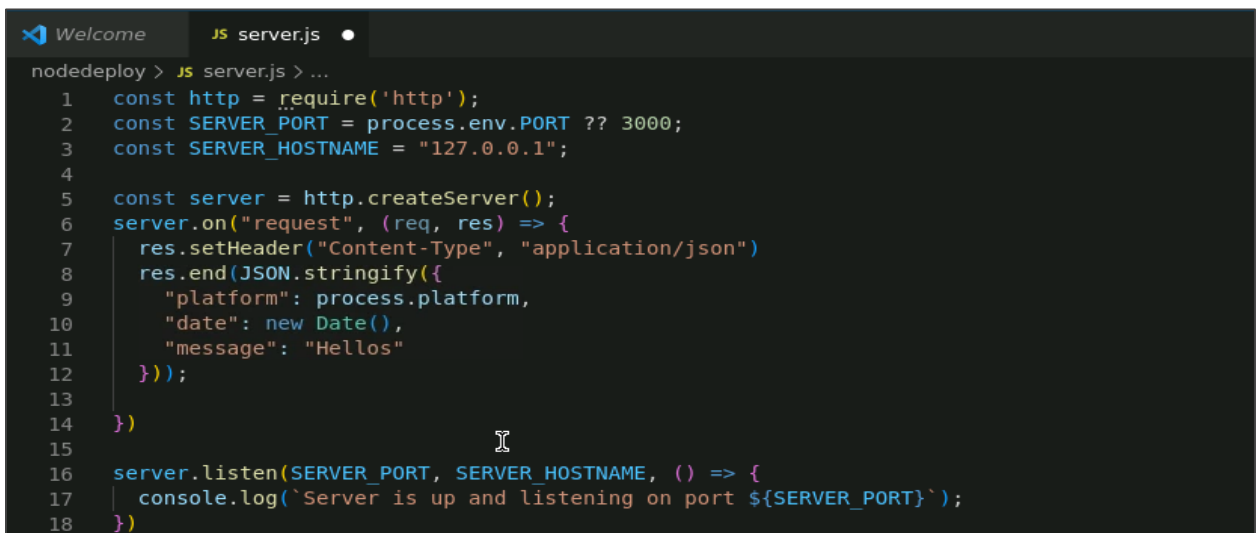 Welcome JS server.js
nodedeploy > JS server.js > ...
1 const http = require('http');
2 const SERVER_PORT = process.env.PORT ?? 3000;
3 const SERVER_HOSTNAME = "127.0.0.1";
4
5 const server = http.createServer();
6 server.on("request", (req, res) => {
7   res.setHeader("Content-Type", "application/json")
8   res.end(JSON.stringify({
9     "platform": process.platform,
10     "date": new Date(),
11     "message": "Hellos"
12   }));
13
14 })
15
16 server.listen(SERVER_PORT, SERVER_HOSTNAME, () => {
17   console.log(`Server is up and listening on port ${SERVER_PORT}`);
18 })